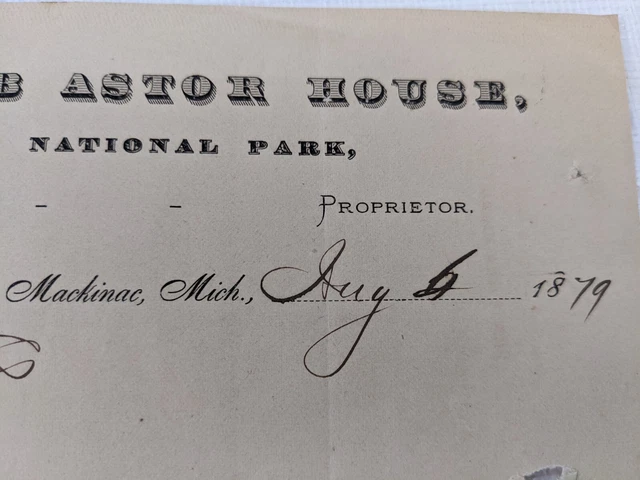 B ASTOR HOUSE,
NATIONAL PARK,
- - PROPRIETOR.
Mackinac, Mich., Aug 1879